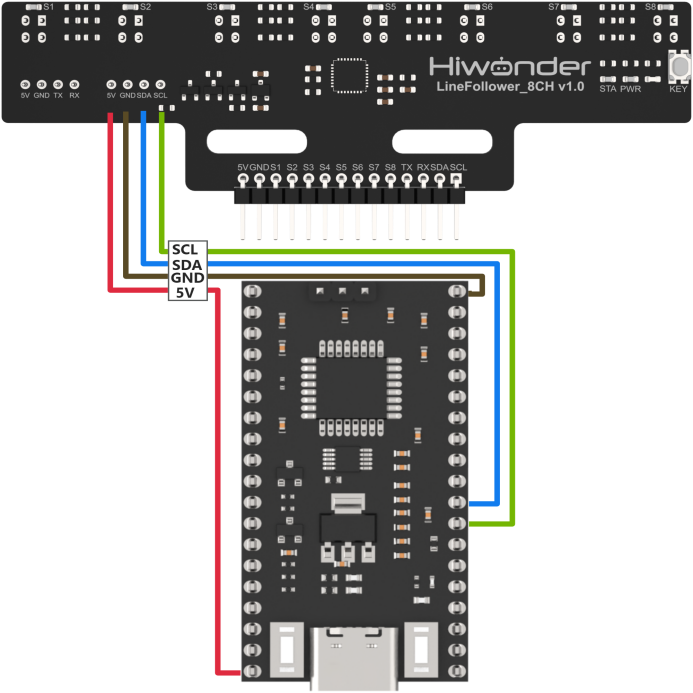 S1 S2 S3 S4 S5 S6 S7 S8
Hiwonder
LineFollower_8CH v1.0
STA PWR KEY
5V GND TX RX 5V GND SDA SCL
5V GND S1 S2 S3 S4 S5 S6 S7 S8 TX RX SDA SCL
SCL
SDA
GND
5V